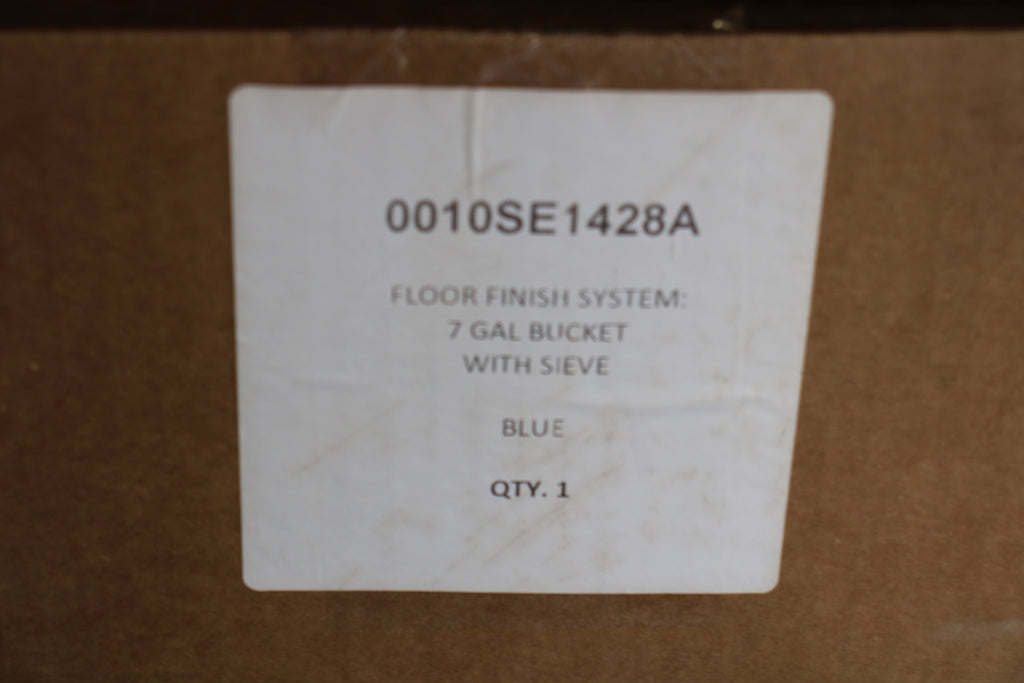 0010SE1428A
FLOOR FINISH SYSTEM:
7 GAL BUCKET
WITH SIEVE
BLUE
QTY. 1